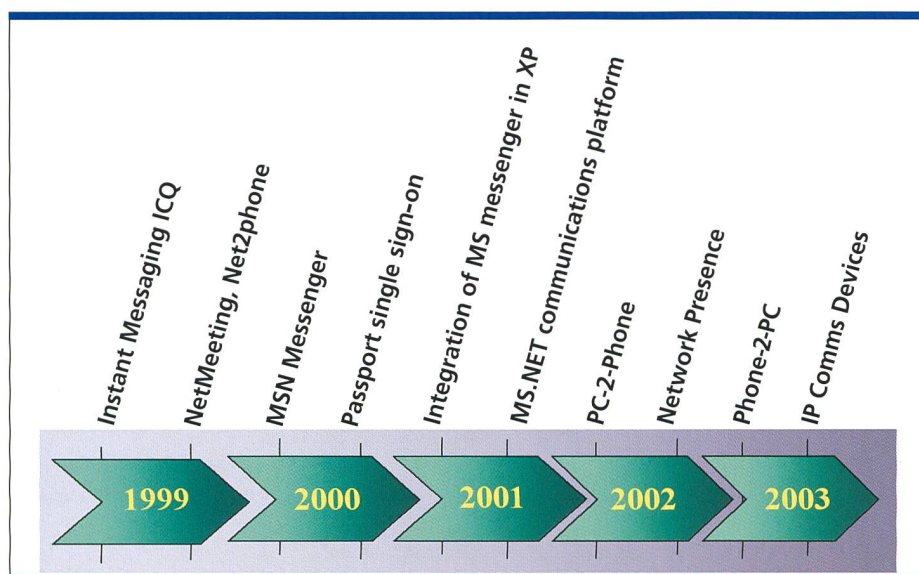 Instant Messaging ICQ
NetMeeting, Net2phone
MSN Messenger
Passport single sign-on
Integration of MS messenger in XP
MS.NET communications platform
PC-2-Phone
Network Presence
Phone-2-PC
IP Comms Devices
1999
2000
2001
2002
2003